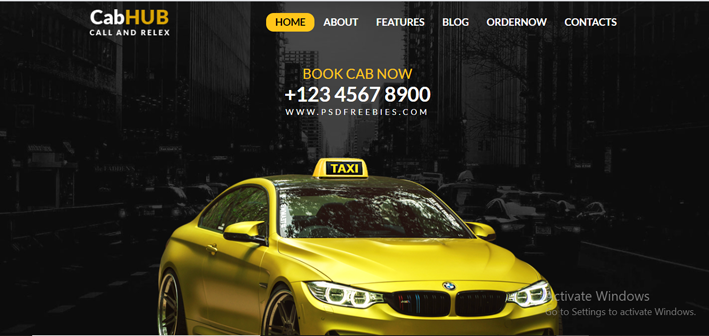 CabHUB
CALL AND RELEX
HOME ABOUT FEATURES BLOG ORDERNOW CONTACTS
BOOK CAB NOW
+123 4567 8900
WWW.PSDFREEBIES.COM
TAXI
Activate Windows
Go to Settings to activate Windows.